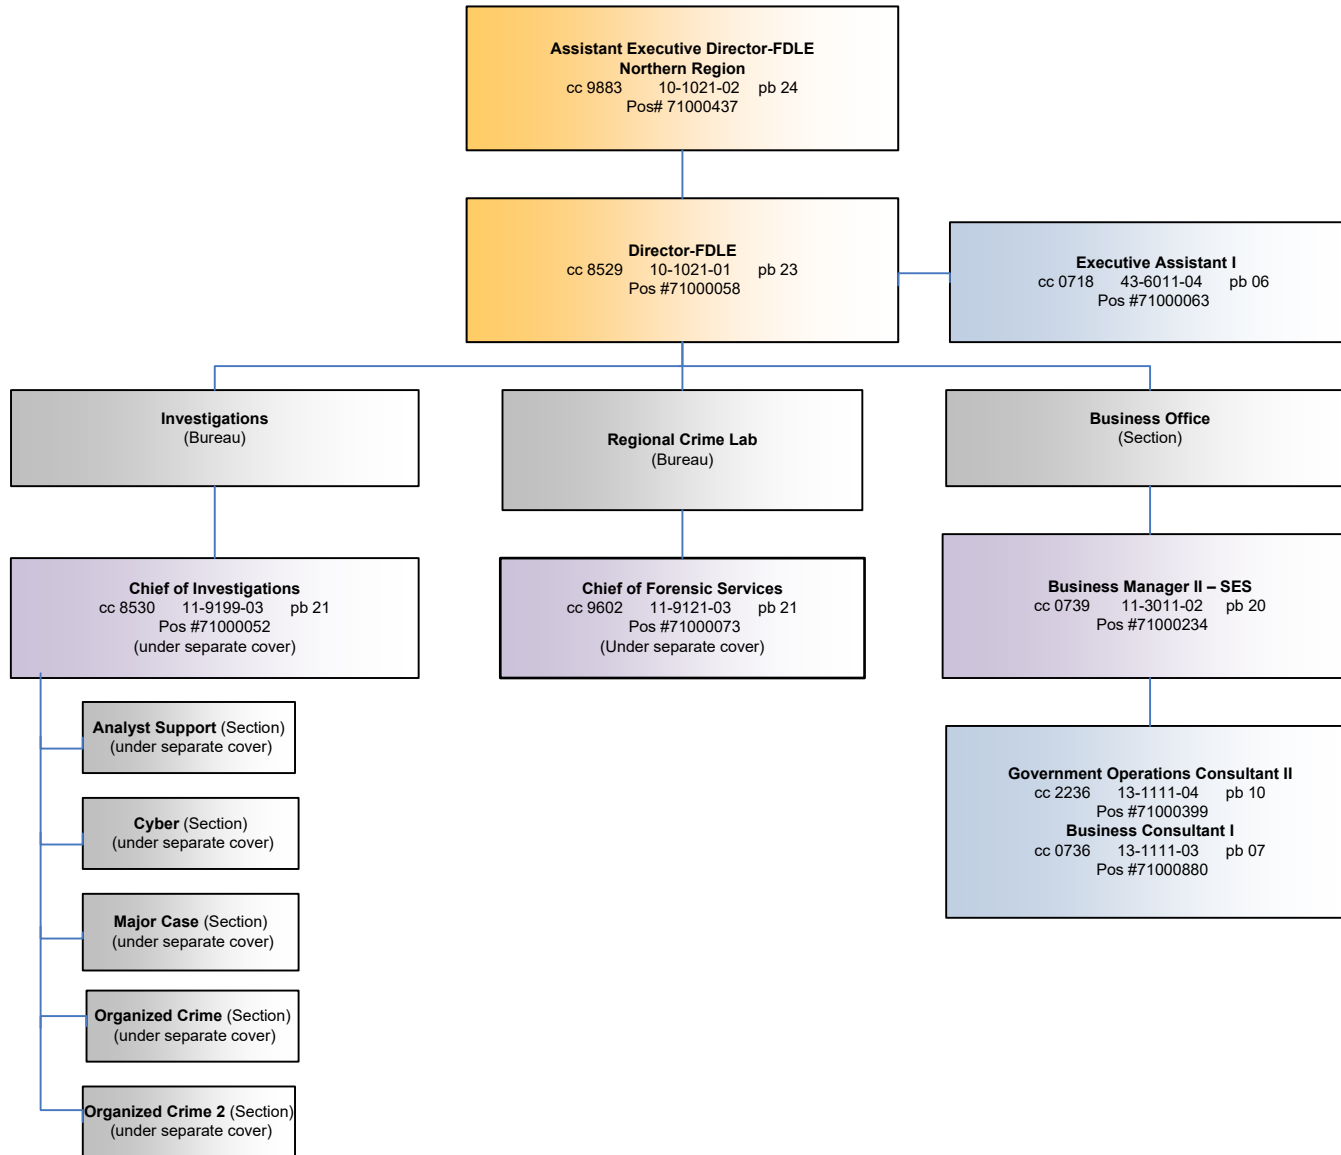 Assistant Executive Director-FDLE
Northern Region
cc 9883 10-1021-02 pb 24
Pos# 71000437
Director-FDLE
cc 8529 10-1021-01 pb 23
Pos #71000058
Executive Assistant I
cc 0718 43-6011-04 pb 06
Pos #71000063
Investigations
(Bureau)
Regional Crime Lab
(Bureau)
Business Office
(Section)
Chief of Investigations
cc 8530 11-9199-03 pb 21
Pos #71000052
(under separate cover)
Chief of Forensic Services
cc 9602 11-9121-03 pb 21
Pos #71000073
(Under separate cover)
Business Manager II – SES
cc 0739 11-3011-02 pb 20
Pos #71000234
Analyst Support (Section)
(under separate cover)
Cyber (Section)
(under separate cover)
Major Case (Section)
(under separate cover)
Organized Crime (Section)
(under separate cover)
Organized Crime 2 (Section)
(under separate cover)
Government Operations Consultant II
cc 2236 13-1111-04 pb 10
Pos #71000399
Business Consultant I
cc 0736 13-1111-03 pb 07
Pos #71000880